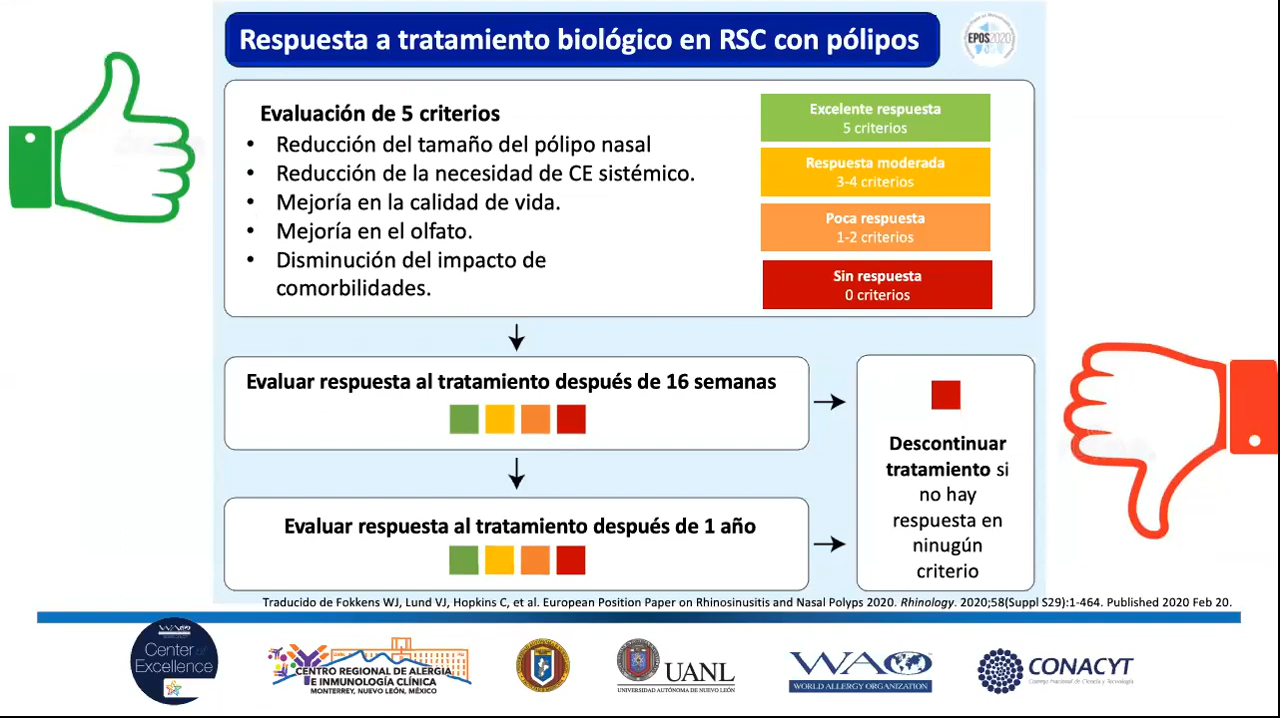 Respuesta a tratamiento biológico en RSC con pólipos
EPOS2020
Evaluación de 5 criterios
• Reducción del tamaño del pólipo nasal
• Reducción de la necesidad de CE sistémico.
• Mejoría en la calidad de vida.
• Mejoría en el olfato.
• Disminución del impacto de
comorbilidades.
Excelente respuesta
5 criterios
Respuesta moderada
3-4 criterios
Poca respuesta
1-2 criterios
Sin respuesta
0 criterios
Evaluar respuesta al tratamiento después de 16 semanas
Evaluar respuesta al tratamiento después de 1 año
Descontinuar
tratamiento si
no hay
respuesta en
ninugún
criterio
Traducido de Fokkens WJ, Lund VJ, Hopkins C, et al. European Position Paper on Rhinosinusitis and Nasal Polyps 2020. Rhinology. 2020;58(Suppl S29):1-464. Published 2020 Feb 20.
WAO
Center of
Excellence
CENTRO REGIONAL DE ALERGIA
E INMUNOLOGÍA CLÍNICA
MONTERREY, NUEVO LEÓN, MÉXICO
UANL
UNIVERSIDAD AUTÓNOMA DE NUEVO LEÓN
WAO
WORLD ALLERGY ORGANIZATION
CONACYT
Consejo Nacional de Ciencia y Tecnología